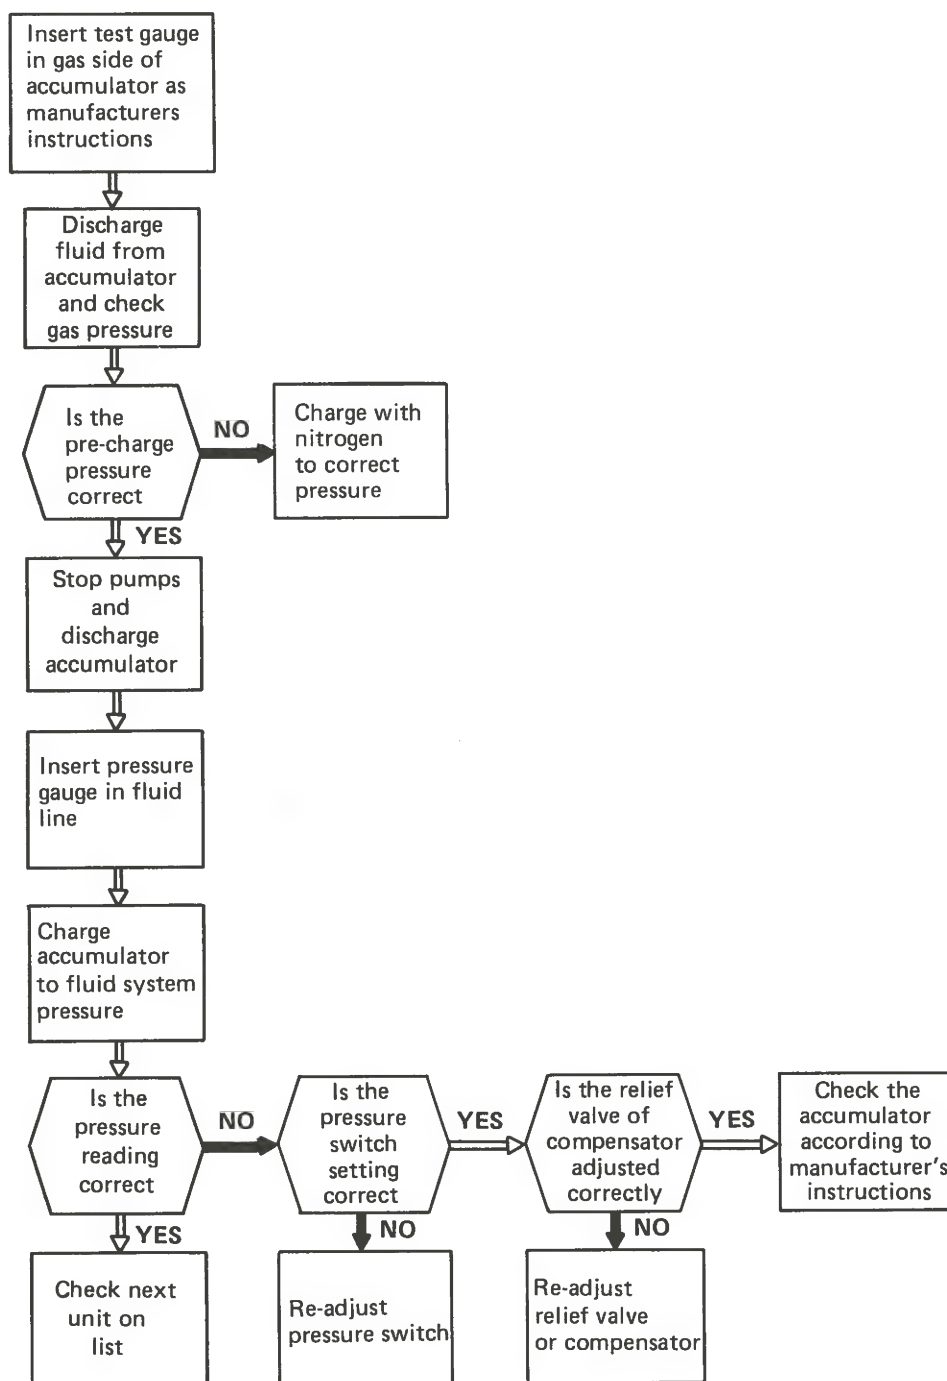 Insert test gauge
in gas side of
accumulator as
manufacturers
instructions
Discharge
fluid from
accumulator
and check
gas pressure
Is the
pre-charge
pressure
correct
NO
Charge with
nitrogen
to correct
pressure
YES
Stop pumps
and
discharge
accumulator
Insert pressure
gauge in fluid
line
Charge
accumulator
to fluid system
pressure
Is the
pressure
reading
correct
NO
Is the
pressure
switch
setting
correct
YES
Is the relief
valve of
compensator
adjusted
correctly
YES
Check the
accumulator
according to
manufacturer's
instructions
YES
NO
NO
Check next
unit on
list
Re-adjust
pressure switch
Re-adjust
relief valve
or compensator